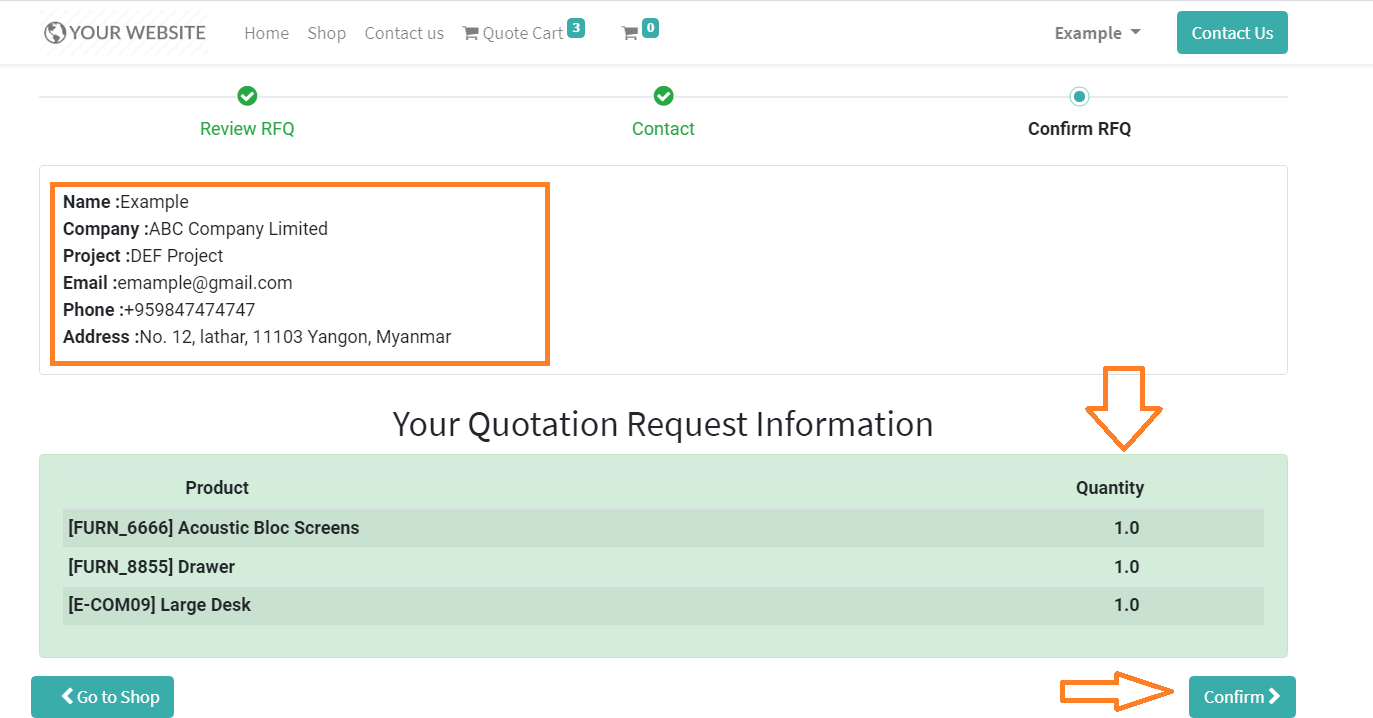 YOUR WEBSITE Home Shop Contact us Quote Cart 3 0 Example Contact Us
Review RFQ Contact Confirm RFQ
Name :Example
Company :ABC Company Limited
Project :DEF Project
Email :emample@gmail.com
Phone :+959847474747
Address :No. 12, lathar, 11103 Yangon, Myanmar
Your Quotation Request Information
Product Quantity
[FURN_6666] Acoustic Bloc Screens 1.0
[FURN_8855] Drawer 1.0
[E-COM09] Large Desk 1.0
Go to Shop Confirm